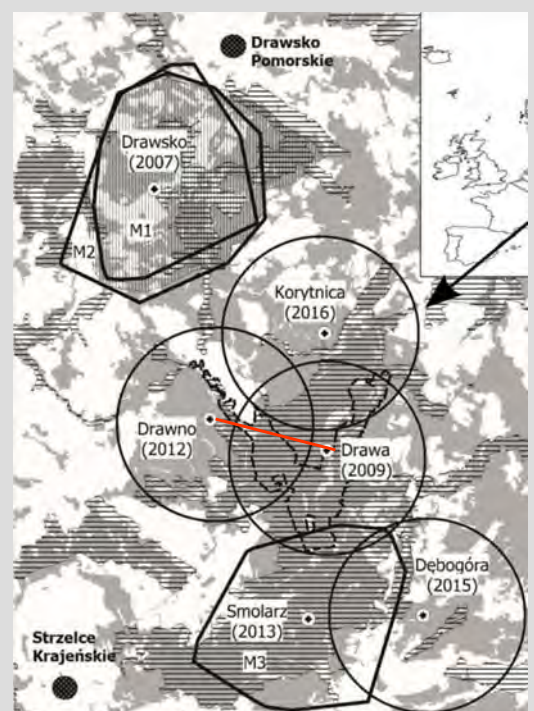 Drawsko
Pomorskie
Drawsko
(2007)
M1
M2
Korytnica
(2016)
Drawno
(2012)
Drawa
(2009)
Dębogóra
(2015)
Smolarz
(2013)
M3
Strzelce
Krajeńskie